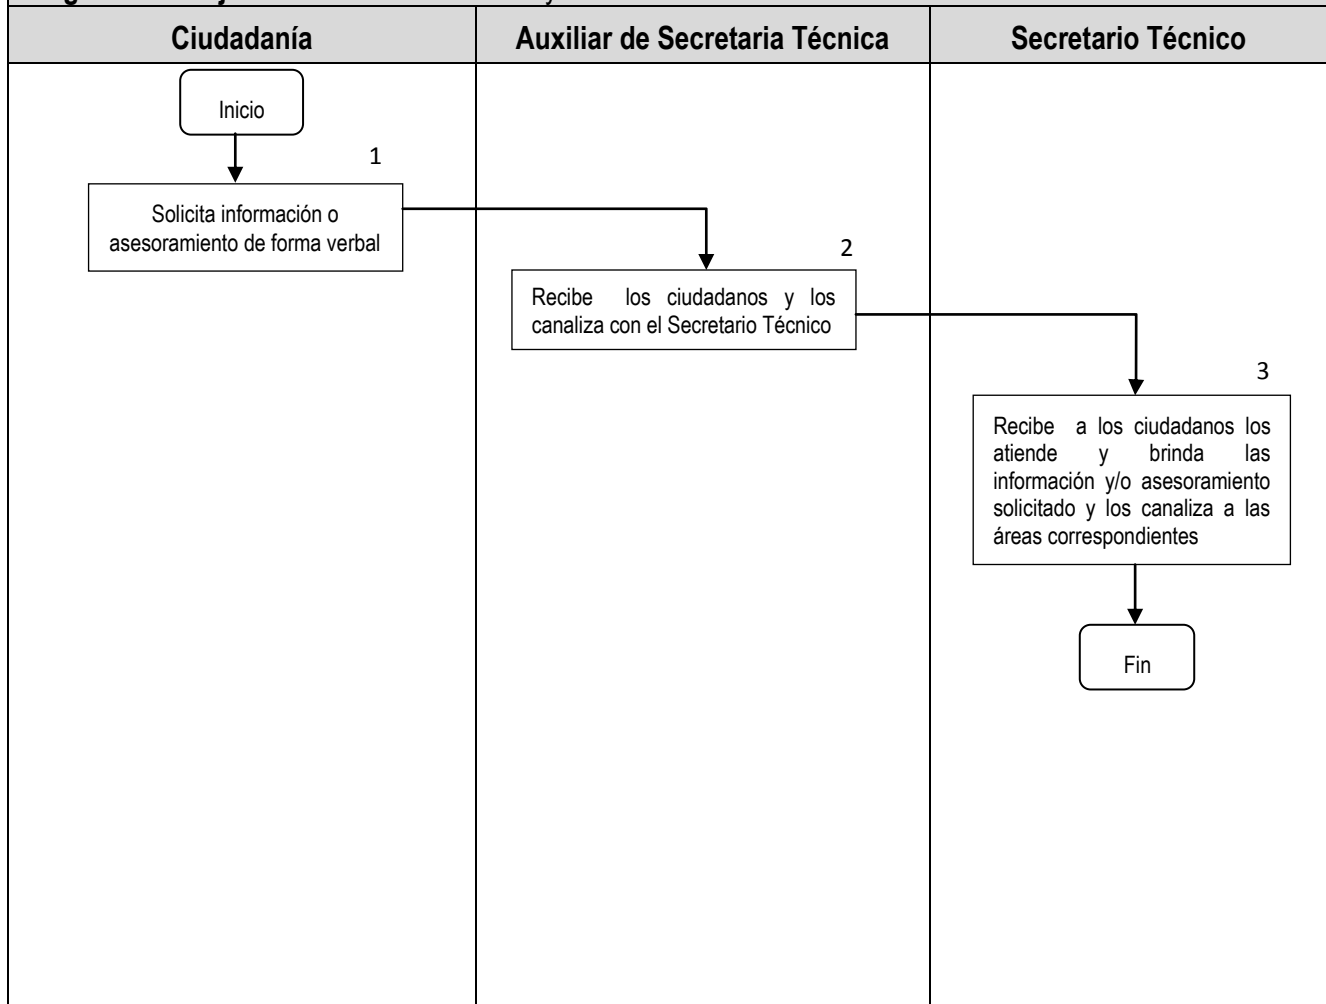 Ciudadanía
Auxiliar de Secretaria Técnica
Secretario Técnico
Inicio
1
Solicita información o
asesoramiento de forma verbal
2
Recibe los ciudadanos y los
canaliza con el Secretario Técnico
3
Recibe a los ciudadanos los
atiende y brinda las
información y/o asesoramiento
solicitado y los canaliza a las
áreas correspondientes
Fin